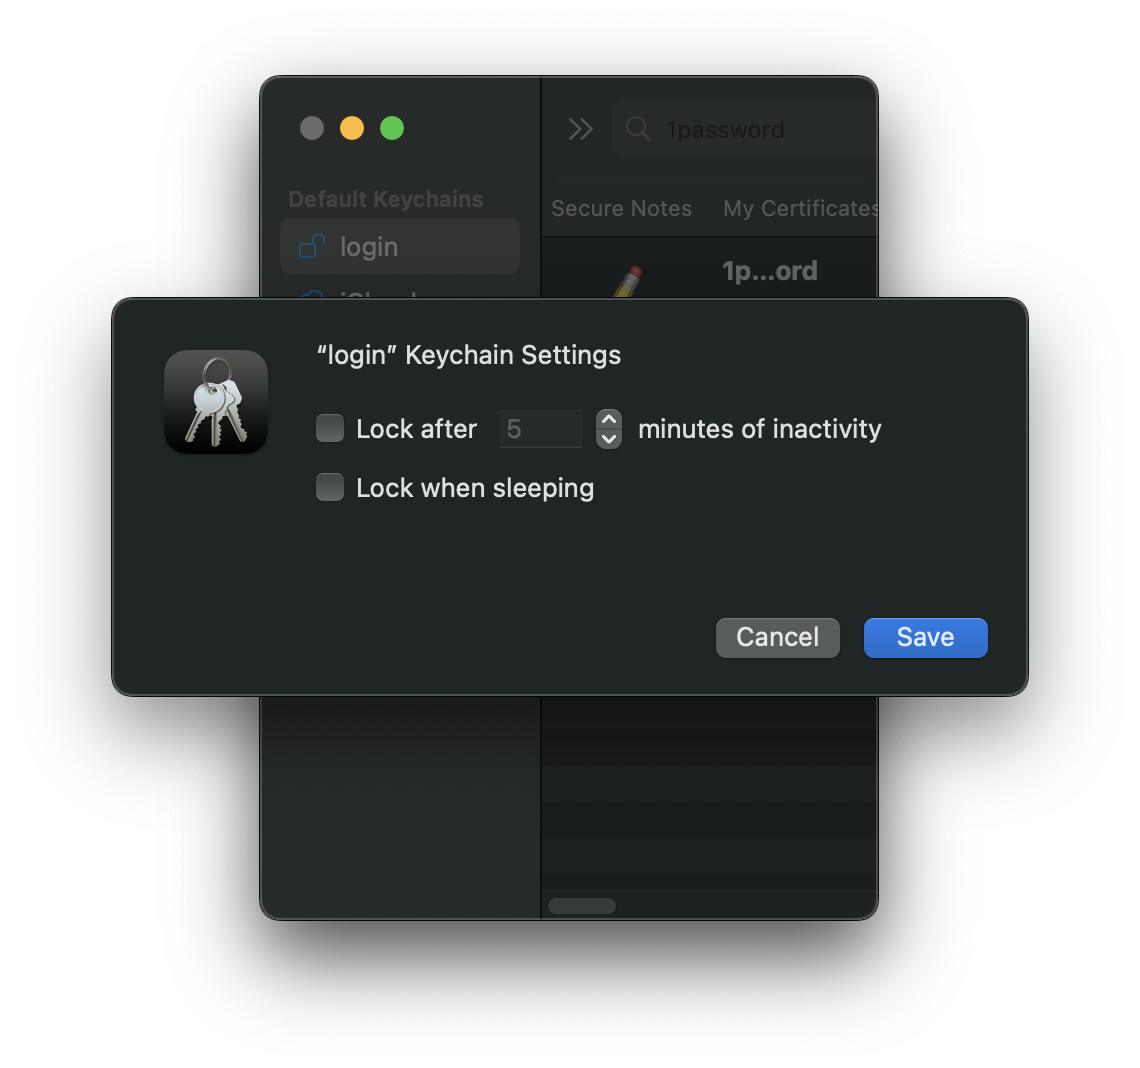 1password
Default Keychains
Secure Notes My Certificates
login
1p...ord
“login” Keychain Settings
Lock after 5 minutes of inactivity
Lock when sleeping
Cancel Save